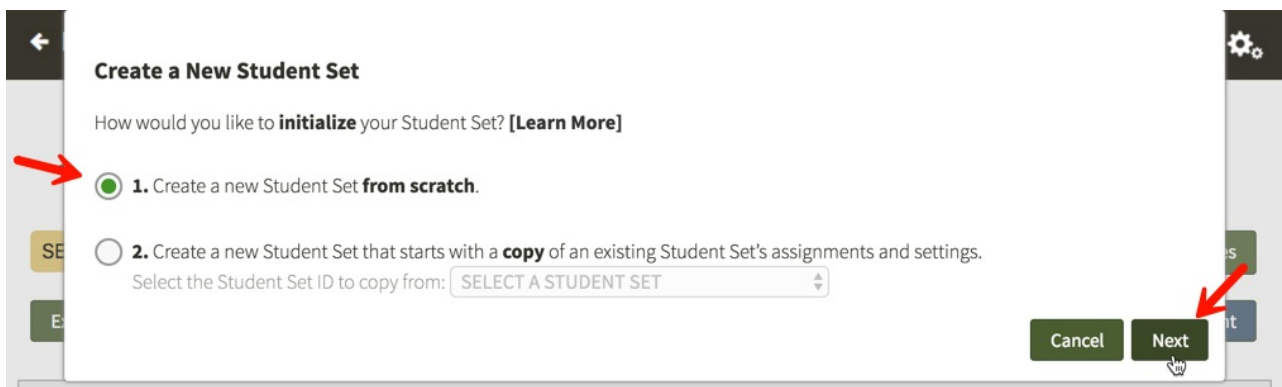 Create a New Student Set
How would you like to initialize your Student Set? [Learn More]
1. Create a new Student Set from scratch.
2. Create a new Student Set that starts with a copy of an existing Student Set's assignments and settings.
Select the Student Set ID to copy from: SELECT A STUDENT SET
Cancel Next